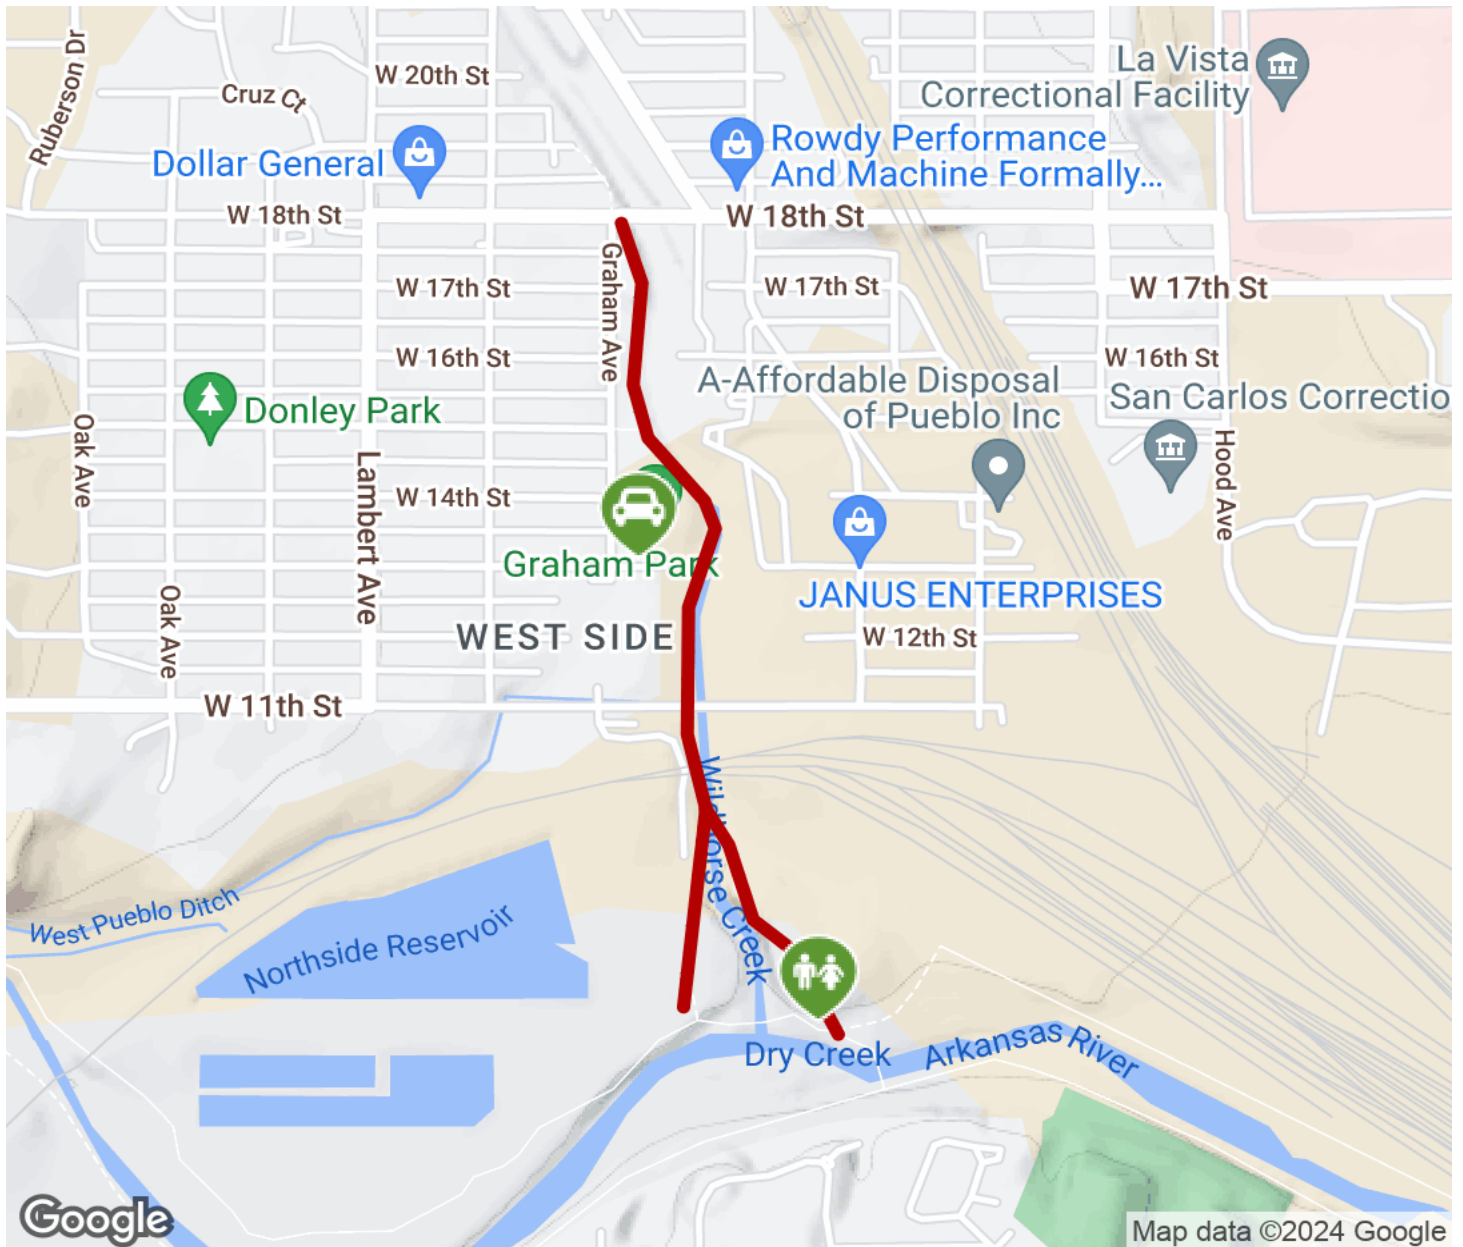 Ruberson Dr
W 20th St
Cruz Ct
La Vista
Correctional Facility
Dollar General
Rowdy Performance
And Machine Formally...
W 18th St
W 18th St
Graham Ave
W 17th St
W 17th St
W 17th St
W 16th St
W 16th St
A-Affordable Disposal
of Pueblo Inc
San Carlos Correctio
Donley Park
Oak Ave
Lambert Ave
Hood Ave
W 14th St
Graham Park
JANUS ENTERPRISES
Oak Ave
WEST SIDE
W 12th St
W 11th St
Wildhorse Creek
West Pueblo Ditch
Northside Reservoir
Dry Creek
Arkansas River
Google
Map data ©2024 Google